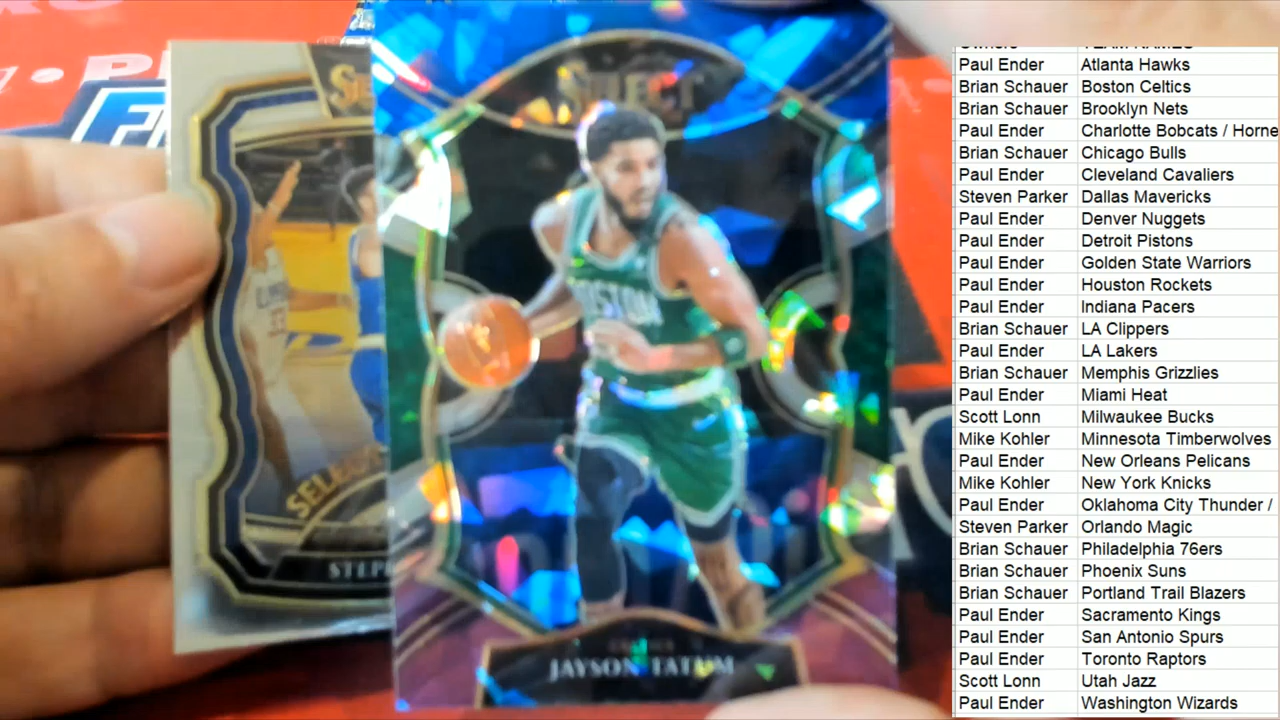 SELECT
BOSTON
JAYSON TATUM
Paul Ender Atlanta Hawks
Brian Schauer Boston Celtics
Brian Schauer Brooklyn Nets
Paul Ender Charlotte Bobcats / Horne
Brian Schauer Chicago Bulls
Paul Ender Cleveland Cavaliers
Steven Parker Dallas Mavericks
Paul Ender Denver Nuggets
Paul Ender Detroit Pistons
Paul Ender Golden State Warriors
Paul Ender Houston Rockets
Paul Ender Indiana Pacers
Brian Schauer LA Clippers
Paul Ender LA Lakers
Brian Schauer Memphis Grizzlies
Paul Ender Miami Heat
Scott Lonn Milwaukee Bucks
Mike Kohler Minnesota Timberwolves
Paul Ender New Orleans Pelicans
Mike Kohler New York Knicks
Paul Ender Oklahoma City Thunder /
Steven Parker Orlando Magic
Brian Schauer Philadelphia 76ers
Brian Schauer Phoenix Suns
Brian Schauer Portland Trail Blazers
Paul Ender Sacramento Kings
Paul Ender San Antonio Spurs
Paul Ender Toronto Raptors
Scott Lonn Utah Jazz
Paul Ender Washington Wizards